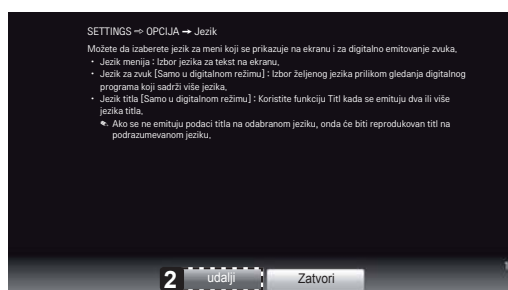 SETTINGS ⇨ OPCIJA → Jezik
Možete da izaberete jezik za meni koji se prikazuje na ekranu i za digitalno emitovanje zvuka.
• Jezik menija : Izbor jezika za tekst na ekranu.
• Jezik za zvuk [Samo u digitalnom režimu] : Izbor željenog jezika prilikom gledanja digitalnog
programa koji sadrži više jezika.
• Jezik titla [Samo u digitalnom režimu] : Koristite funkciju Titl kada se emituju dva ili više
jezika titla.
Ako se ne emituju podaci titla na odabranom jeziku, onda će biti reprodukovan titl na
podrazumevanom jeziku.
2 udalji Zatvori